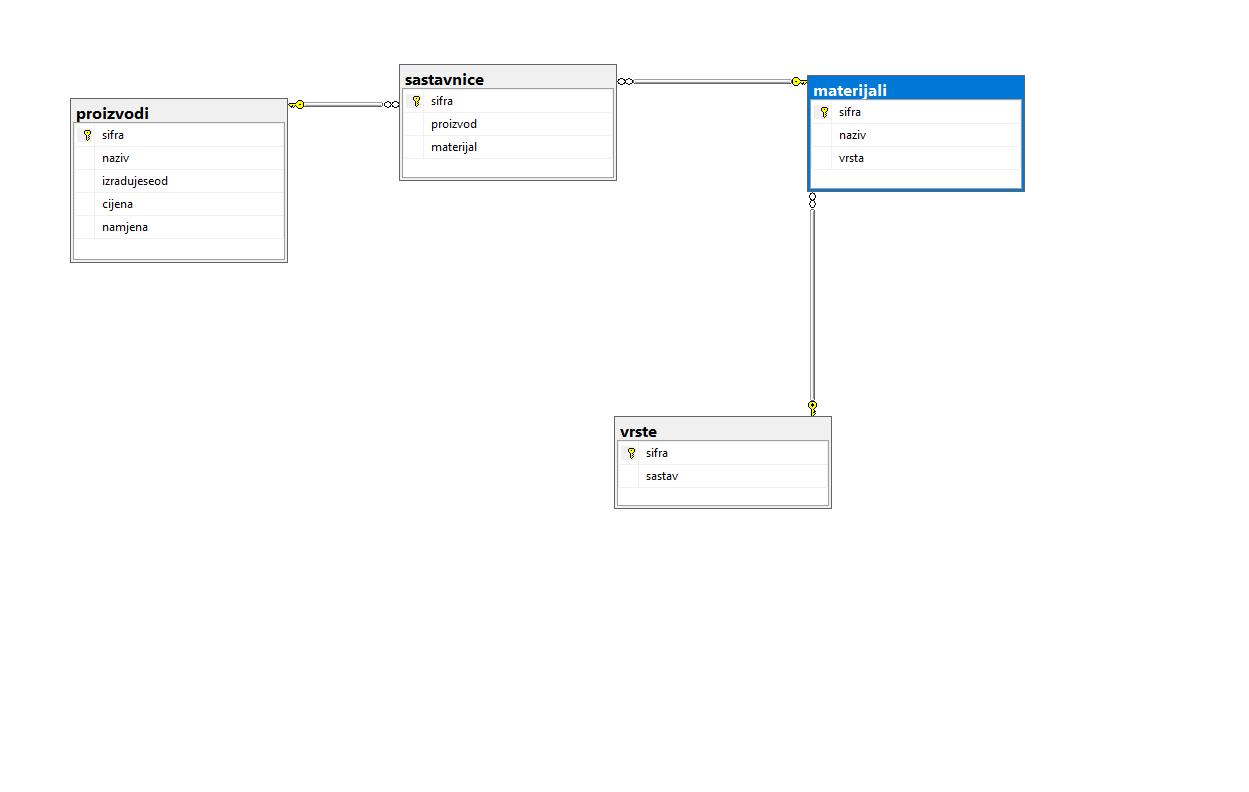 proizvodi
sifra
naziv
izradujeseod
cijena
namjena
sastavnice
sifra
proizvod
materijal
materijali
sifra
naziv
vrsta
vrste
sifra
sastav